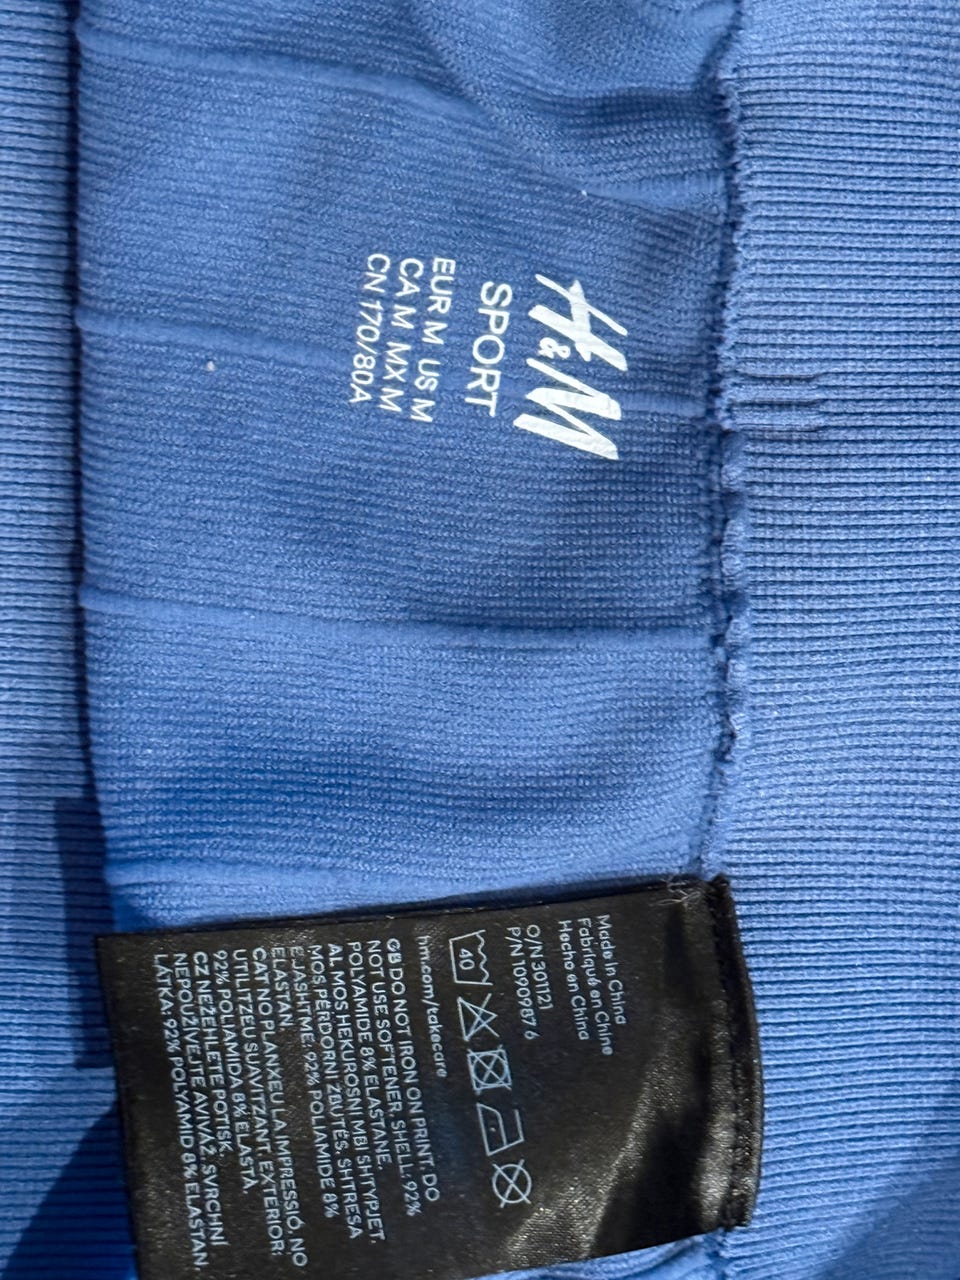 H&M
SPORT
EUR M US M
CA M MX M
CN 170/80A
Made in China
Fabriqué en Chine
Hecho en China
O/N 301121
P/N 1090987 6
40
hm.com/takecare
GB DO NOT IRON ON PRINT. DO
NOT USE SOFTENER. SHELL: 92%
POLYAMIDE 8% ELASTANE.
AL MOS HEKUROSNI MBI SHTYPJET.
MOS PËRDORNI ZBUTËS. SHTRESA
E JASHTME: 92% POLIAMIDE 8%
ELASTAN.
CAT NO PLANXEU LA IMPRESSIÓ. NO
UTILITZEU SUAVITZANT. EXTERIOR:
92% POLIAMIDA 8% ELASTÀ.
CZ NEŽEHLETE POTISK.
NEPOUŽÍVEJTE AVIVÁŽ. SVRCHNÍ
LÁTKA: 92% POLYAMID 8% ELASTAN.